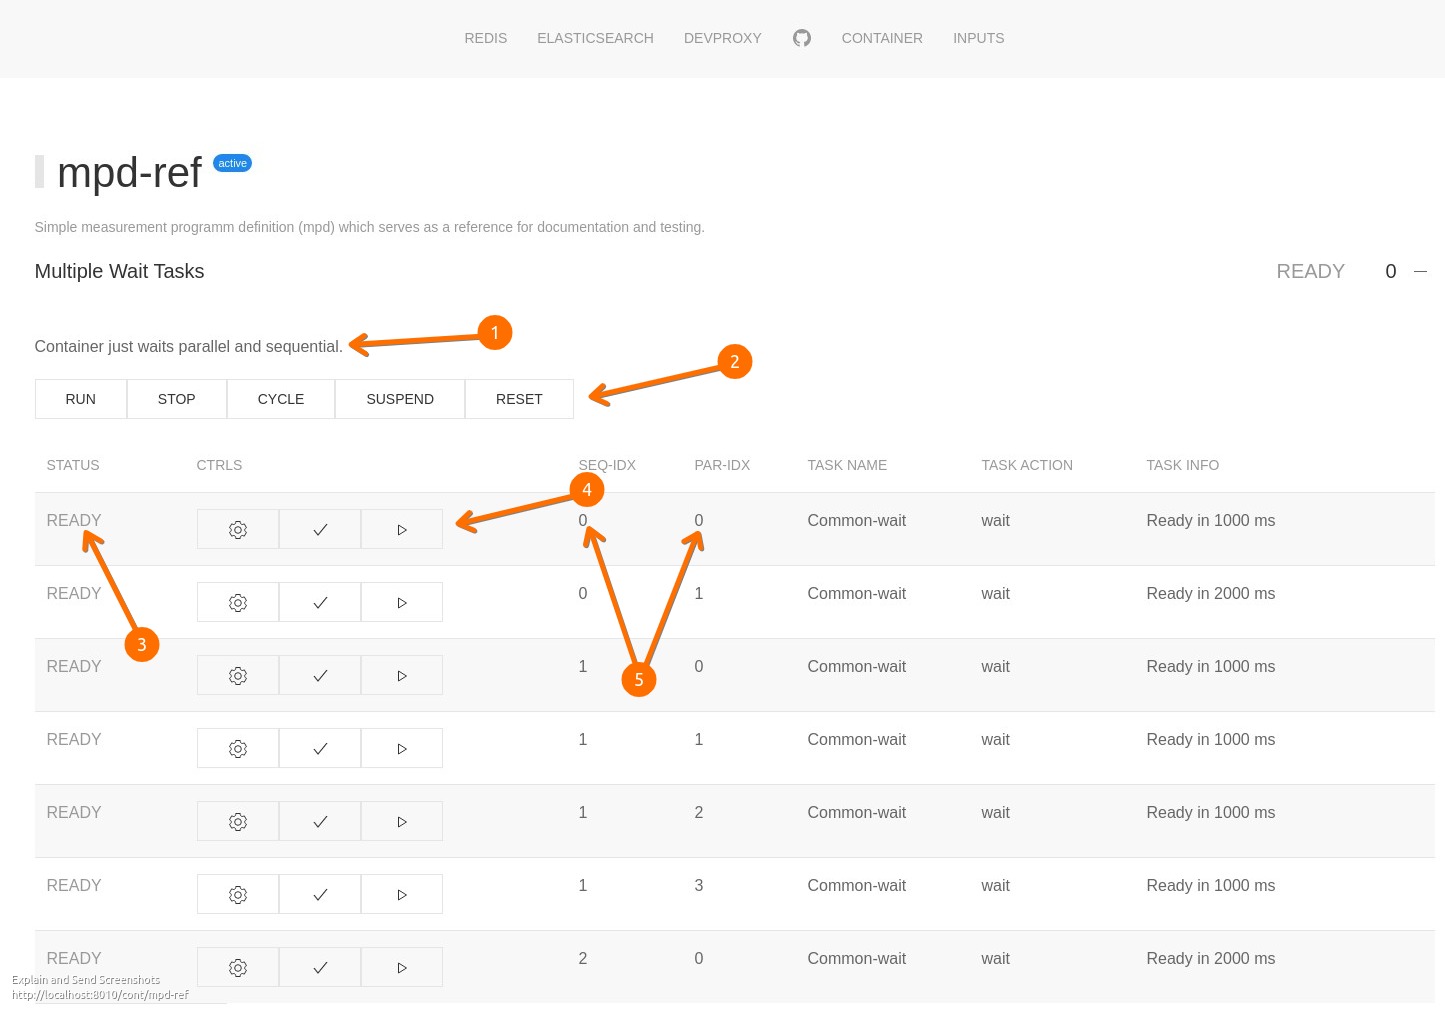 REDIS ELASTICSEARCH DEVPROXY CONTAINER INPUTS
mpd-ref active
Simple measurement programm definition (mpd) which serves as a reference for documentation and testing.
Multiple Wait Tasks READY 0
1
Container just waits parallel and sequential.
2
RUN STOP CYCLE SUSPEND RESET
STATUS CTRLS SEQ-IDX PAR-IDX TASK NAME TASK ACTION TASK INFO
4
READY 0 0 Common-wait wait Ready in 1000 ms
READY 0 1 Common-wait wait Ready in 2000 ms
3
READY 1 0 Common-wait wait Ready in 1000 ms
5
READY 1 1 Common-wait wait Ready in 1000 ms
READY 1 2 Common-wait wait Ready in 1000 ms
READY 1 3 Common-wait wait Ready in 1000 ms
READY 2 0 Common-wait wait Ready in 2000 ms
Explain and Send Screenshots
http://localhost:8010/cont/mpd-ref